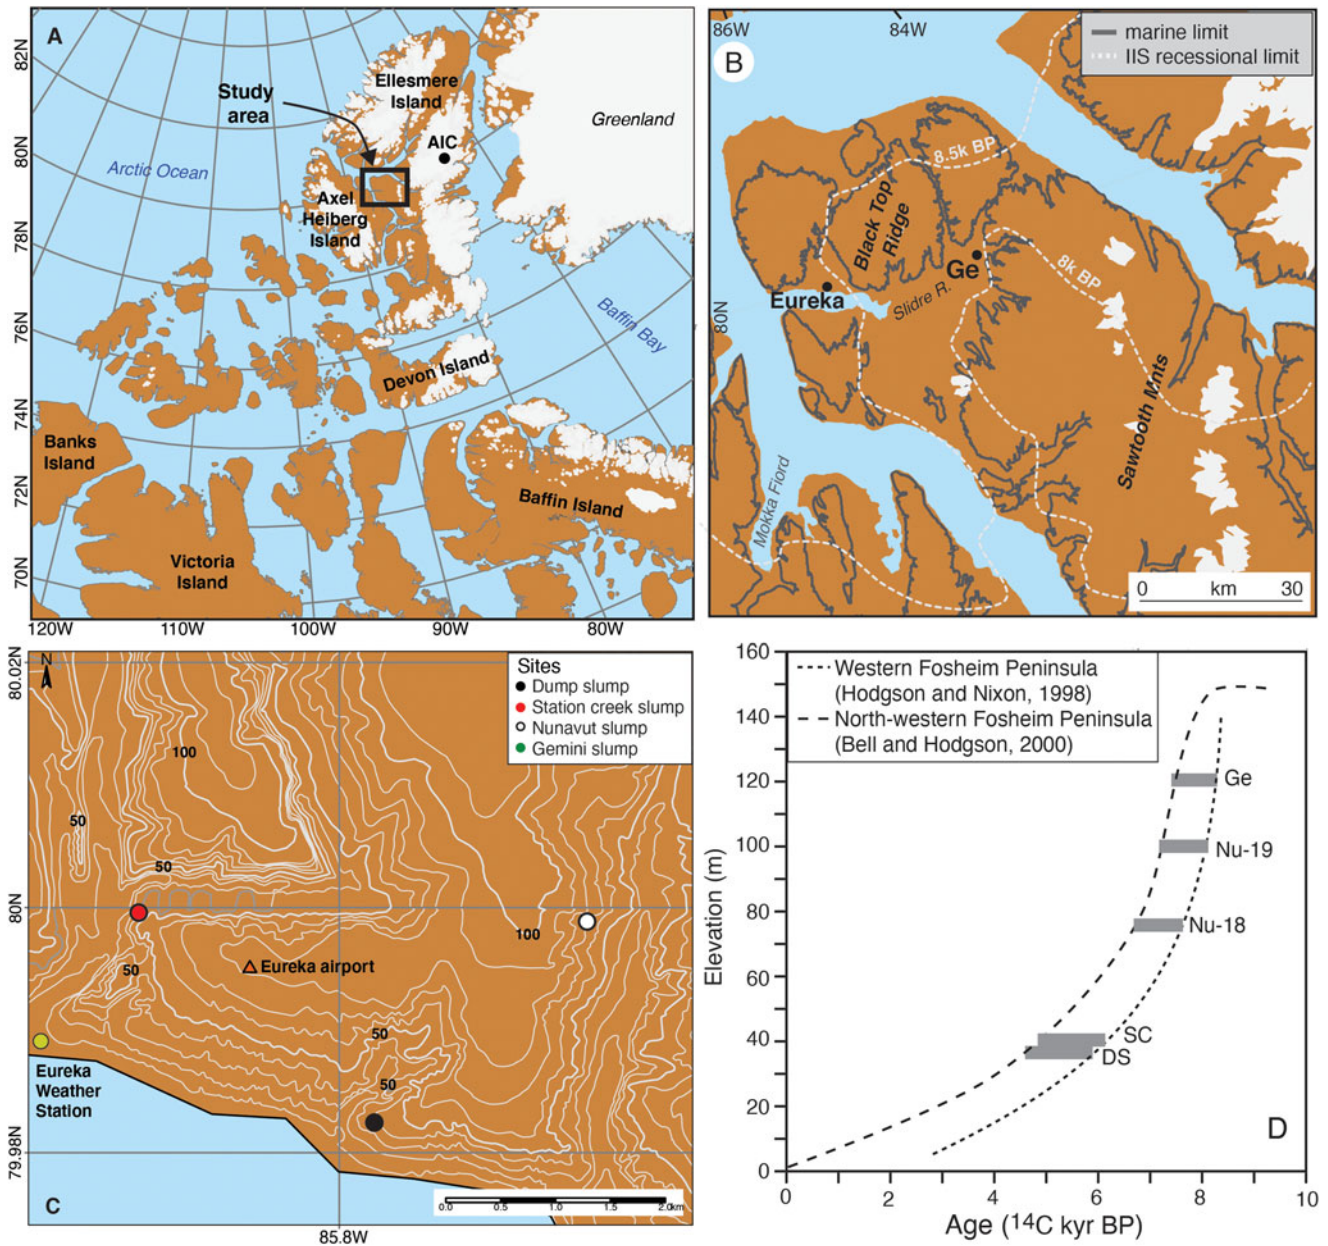 A
82N
80N
78N
76N
74N
72N
70N
120W
110W
100W
90W
80W
Study
area
Ellesmere
Island
AIC
Greenland
Arctic Ocean
Axel
Heiberg
Island
Baffin Bay
Devon Island
Banks
Island
Baffin Island
Victoria
Island
86W
84W
B
marine limit
IIS recessional limit
8.5k BP
Black Top
Ridge
Ge
8k BP
Eureka
Slidre R.
80N
Sawtooth Mnts
Mokka Fiord
0 km 30
80.02N
80N
79.98N
N
Sites
Dump slump
Station creek slump
Nunavut slump
Gemini slump
100
50
50
100
50
Eureka airport
50
50
Eureka
Weather
Station
C
0.0 0.5 1.0 1.5 2.0km
85.8W
160
140
120
100
80
60
40
20
0
Elevation (m)
Western Fosheim Peninsula
(Hodgson and Nixon, 1998)
North-western Fosheim Peninsula
(Bell and Hodgson, 2000)
Ge
Nu-19
Nu-18
SC
DS
D
0 2 4 6 8 10
Age (¹⁴C kyr BP)